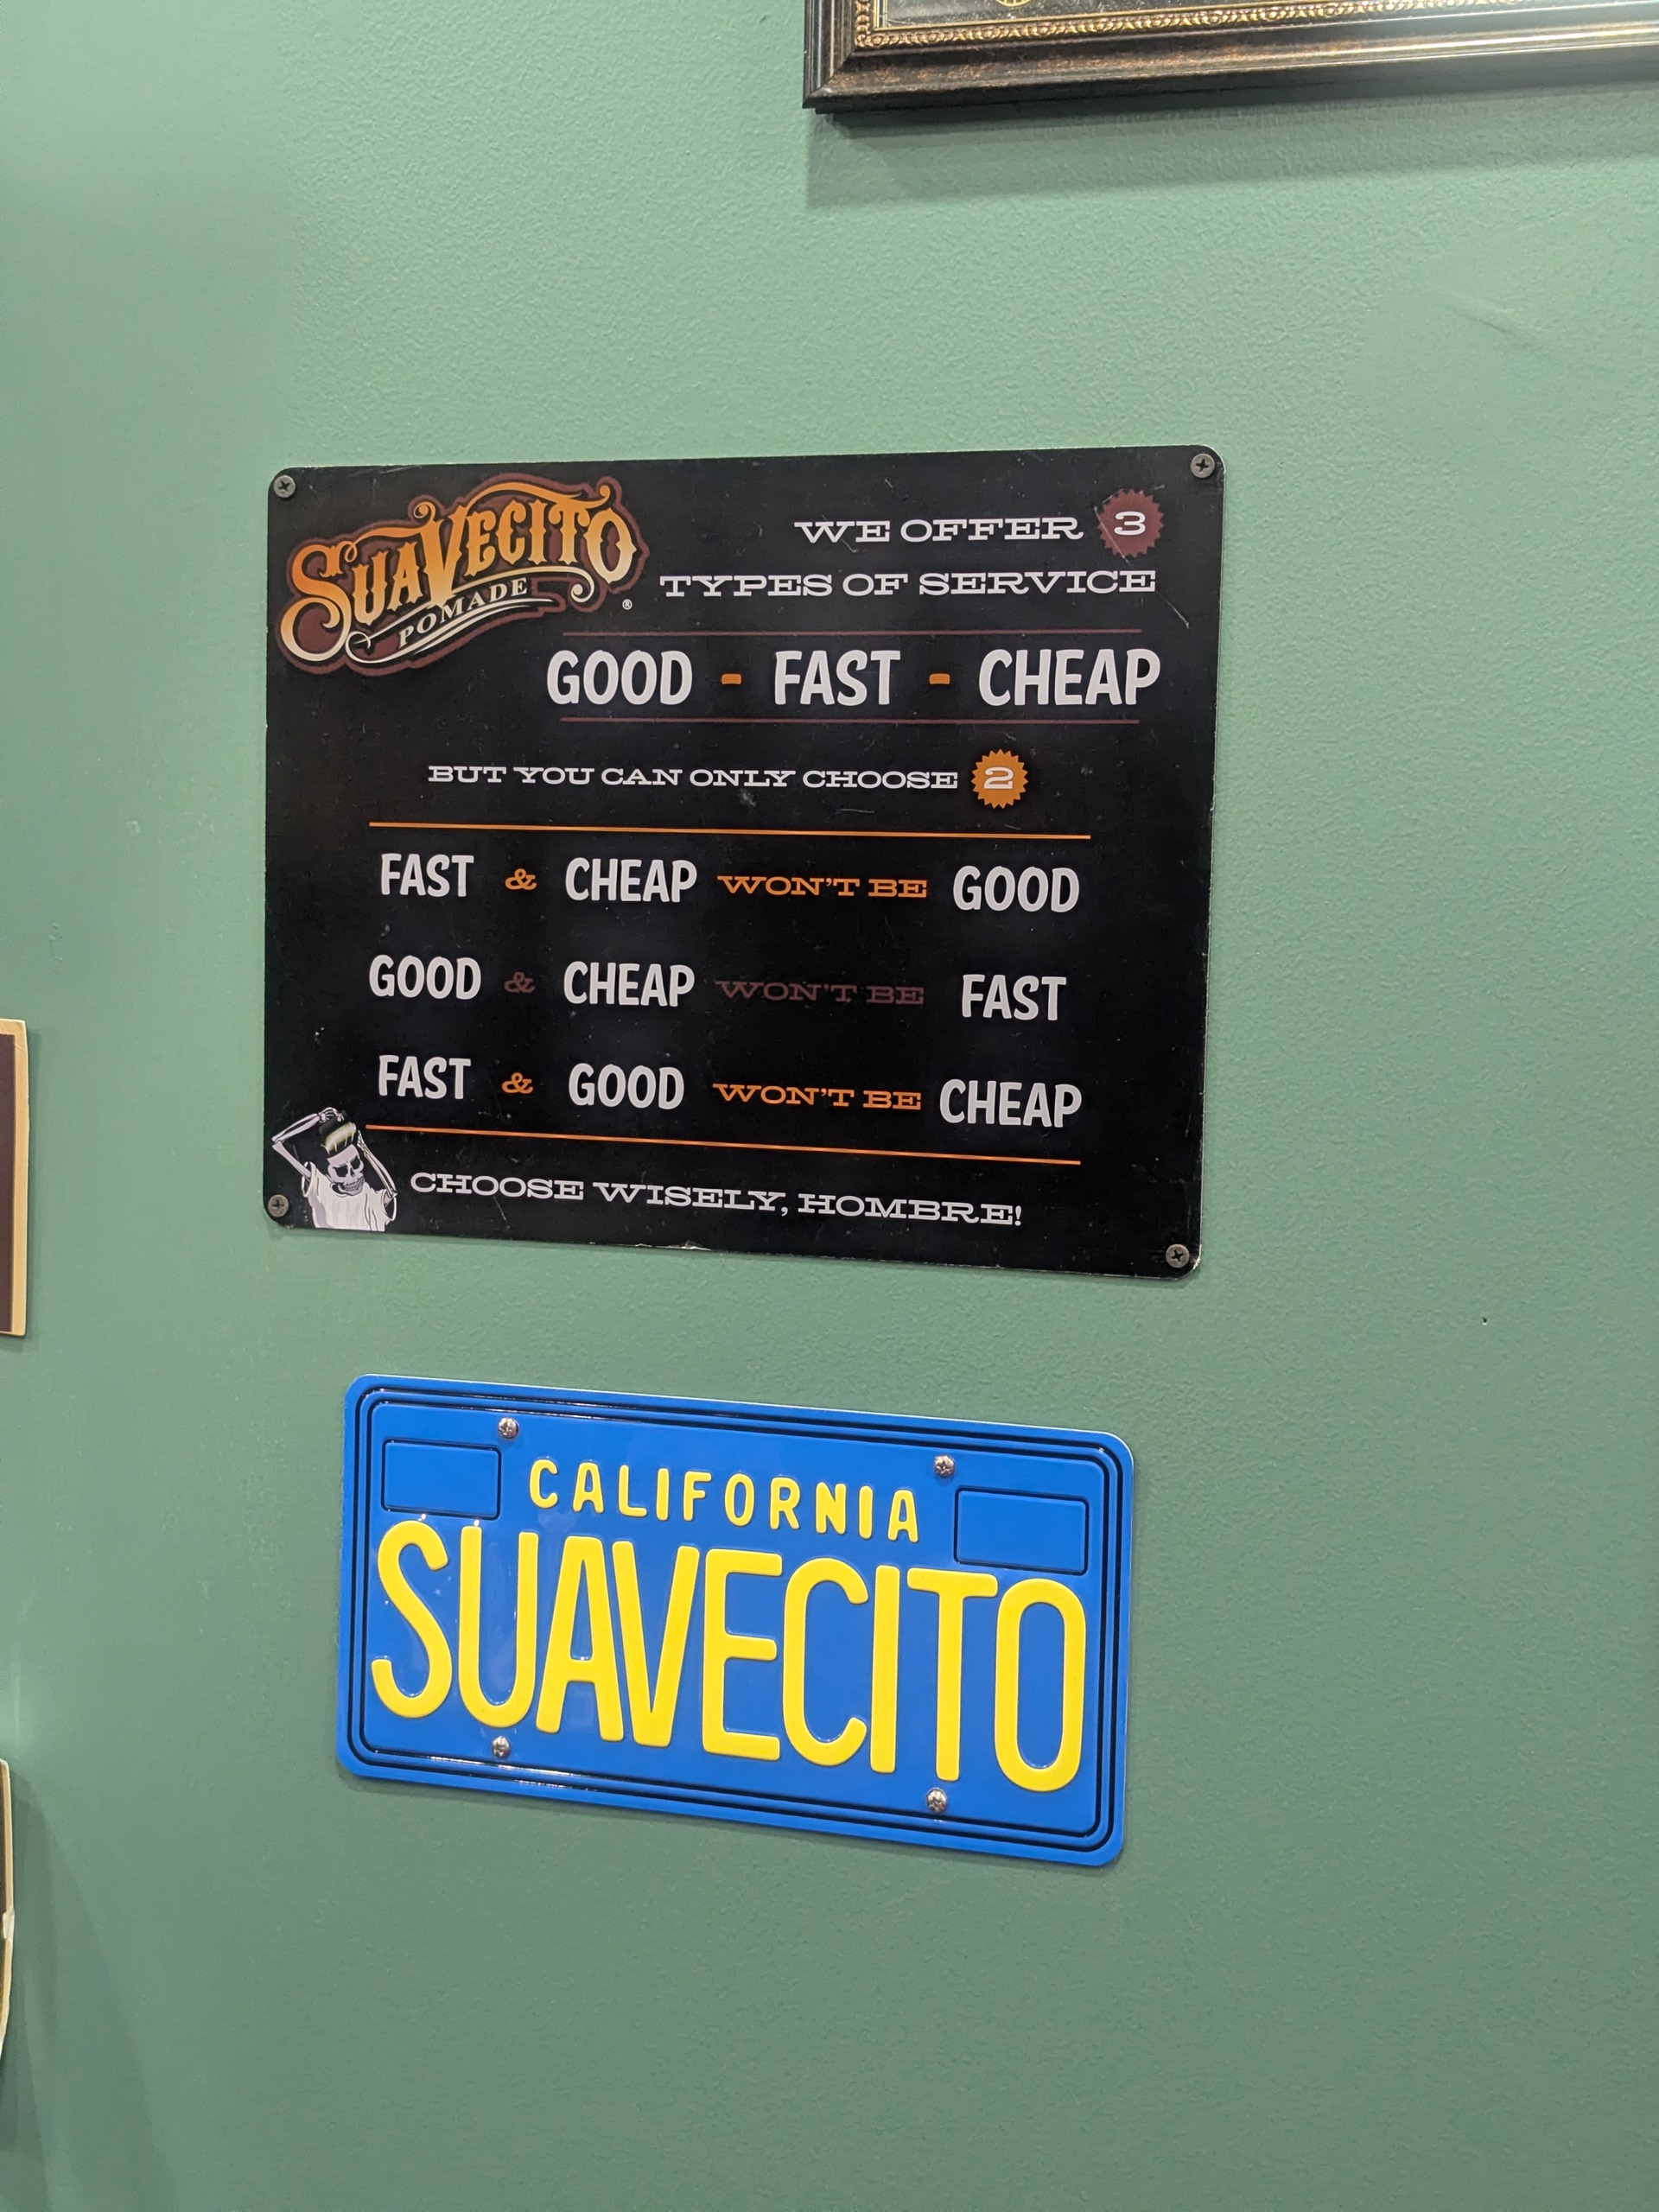 SUAVECITO
POMADE
®
WE OFFER 3
TYPES OF SERVICE
GOOD - FAST - CHEAP
BUT YOU CAN ONLY CHOOSE 2
FAST & CHEAP WON'T BE GOOD
GOOD & CHEAP WON'T BE FAST
FAST & GOOD WON'T BE CHEAP
CHOOSE WISELY, HOMBRE!
CALIFORNIA
SUAVECITO